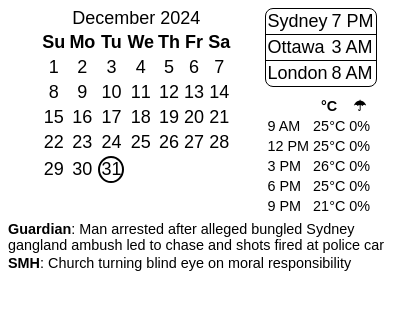 December 2024
Su Mo Tu We Th Fr Sa
1 2 3 4 5 6 7
8 9 10 11 12 13 14
15 16 17 18 19 20 21
22 23 24 25 26 27 28
29 30 31
Sydney 7 PM
Ottawa 3 AM
London 8 AM
°C ☂
9 AM 25°C 0%
12 PM 25°C 0%
3 PM 26°C 0%
6 PM 25°C 0%
9 PM 21°C 0%
Guardian: Man arrested after alleged bungled Sydney
gangland ambush led to chase and shots fired at police car
SMH: Church turning blind eye on moral responsibility